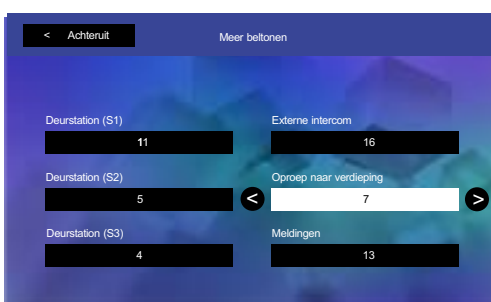 < Achteruit
Meer beltonen
Deurstation (S1)
11
Externe intercom
16
Deurstation (S2)
5
Oproep naar verdieping
< 7 >
Deurstation (S3)
4
Meldingen
13